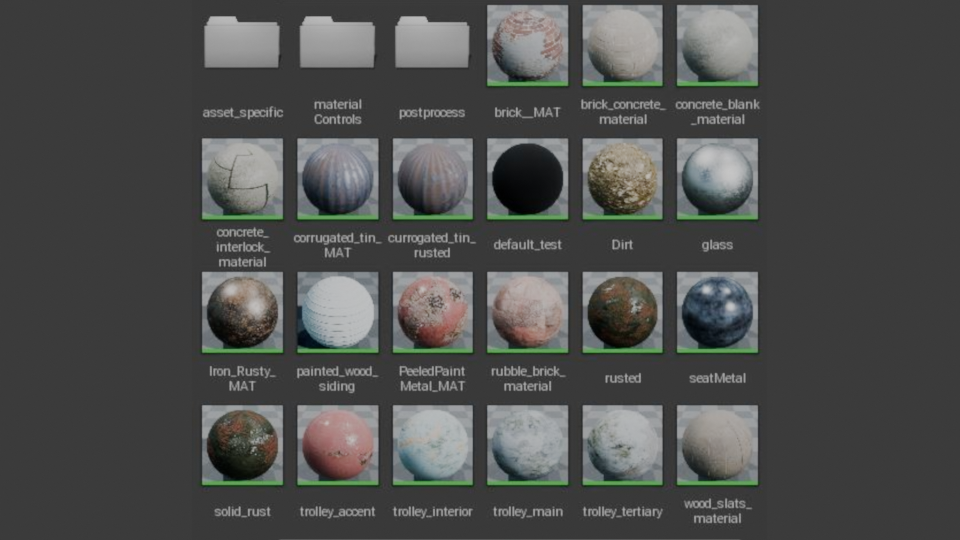 asset_specific
material
Controls
postprocess
brick__MAT
brick_concrete_
material
concrete_blank
_material
concrete_
interlock_
material
corrugated_tin_
MAT
currogated_tin_
rusted
default_test
Dirt
glass
Iron_Rusty_
MAT
painted_wood_
siding
PeeledPaint
Metal_MAT
rubble_brick_
material
rusted
seatMetal
solid_rust
trolley_accent
trolley_interior
trolley_main
trolley_tertiary
wood_slats_
material